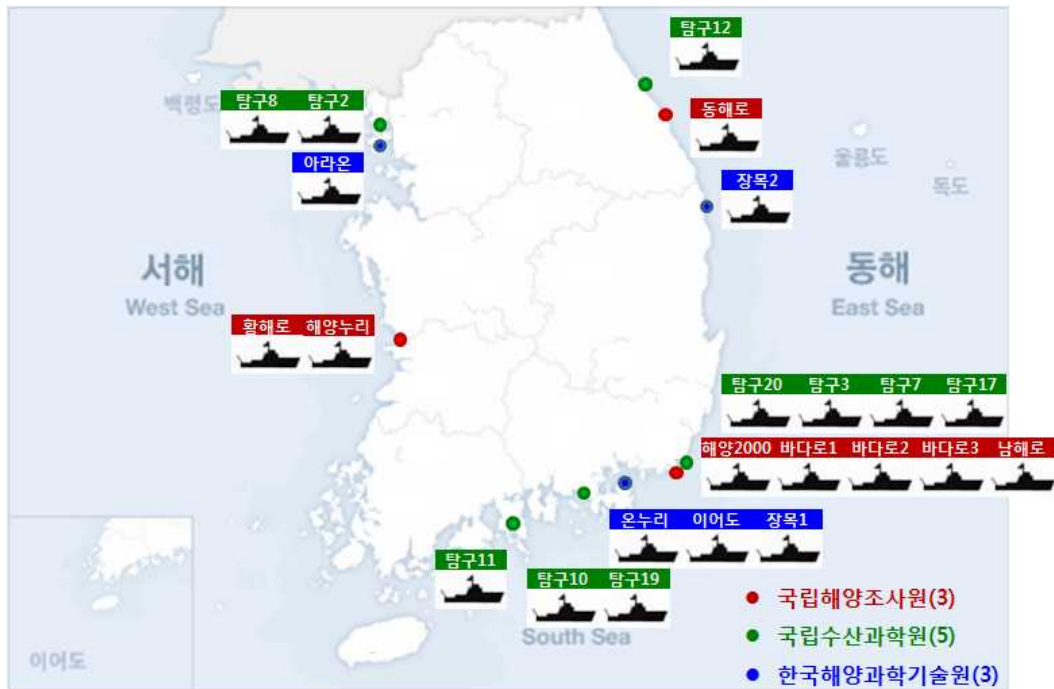 탐구12
백령도
탐구8 탐구2
동해로
아라온
울릉도
장목2
독도
서해
West Sea
동해
East Sea
황해로 해양누리
탐구20 탐구3 탐구7 탐구17
해양2000 바다로1 바다로2 바다로3 남해로
온누리 이어도 장목1
탐구11
탐구10 탐구19
국립해양조사원(3)
South Sea
국립수산과학원(5)
이어도
한국해양과학기술원(3)